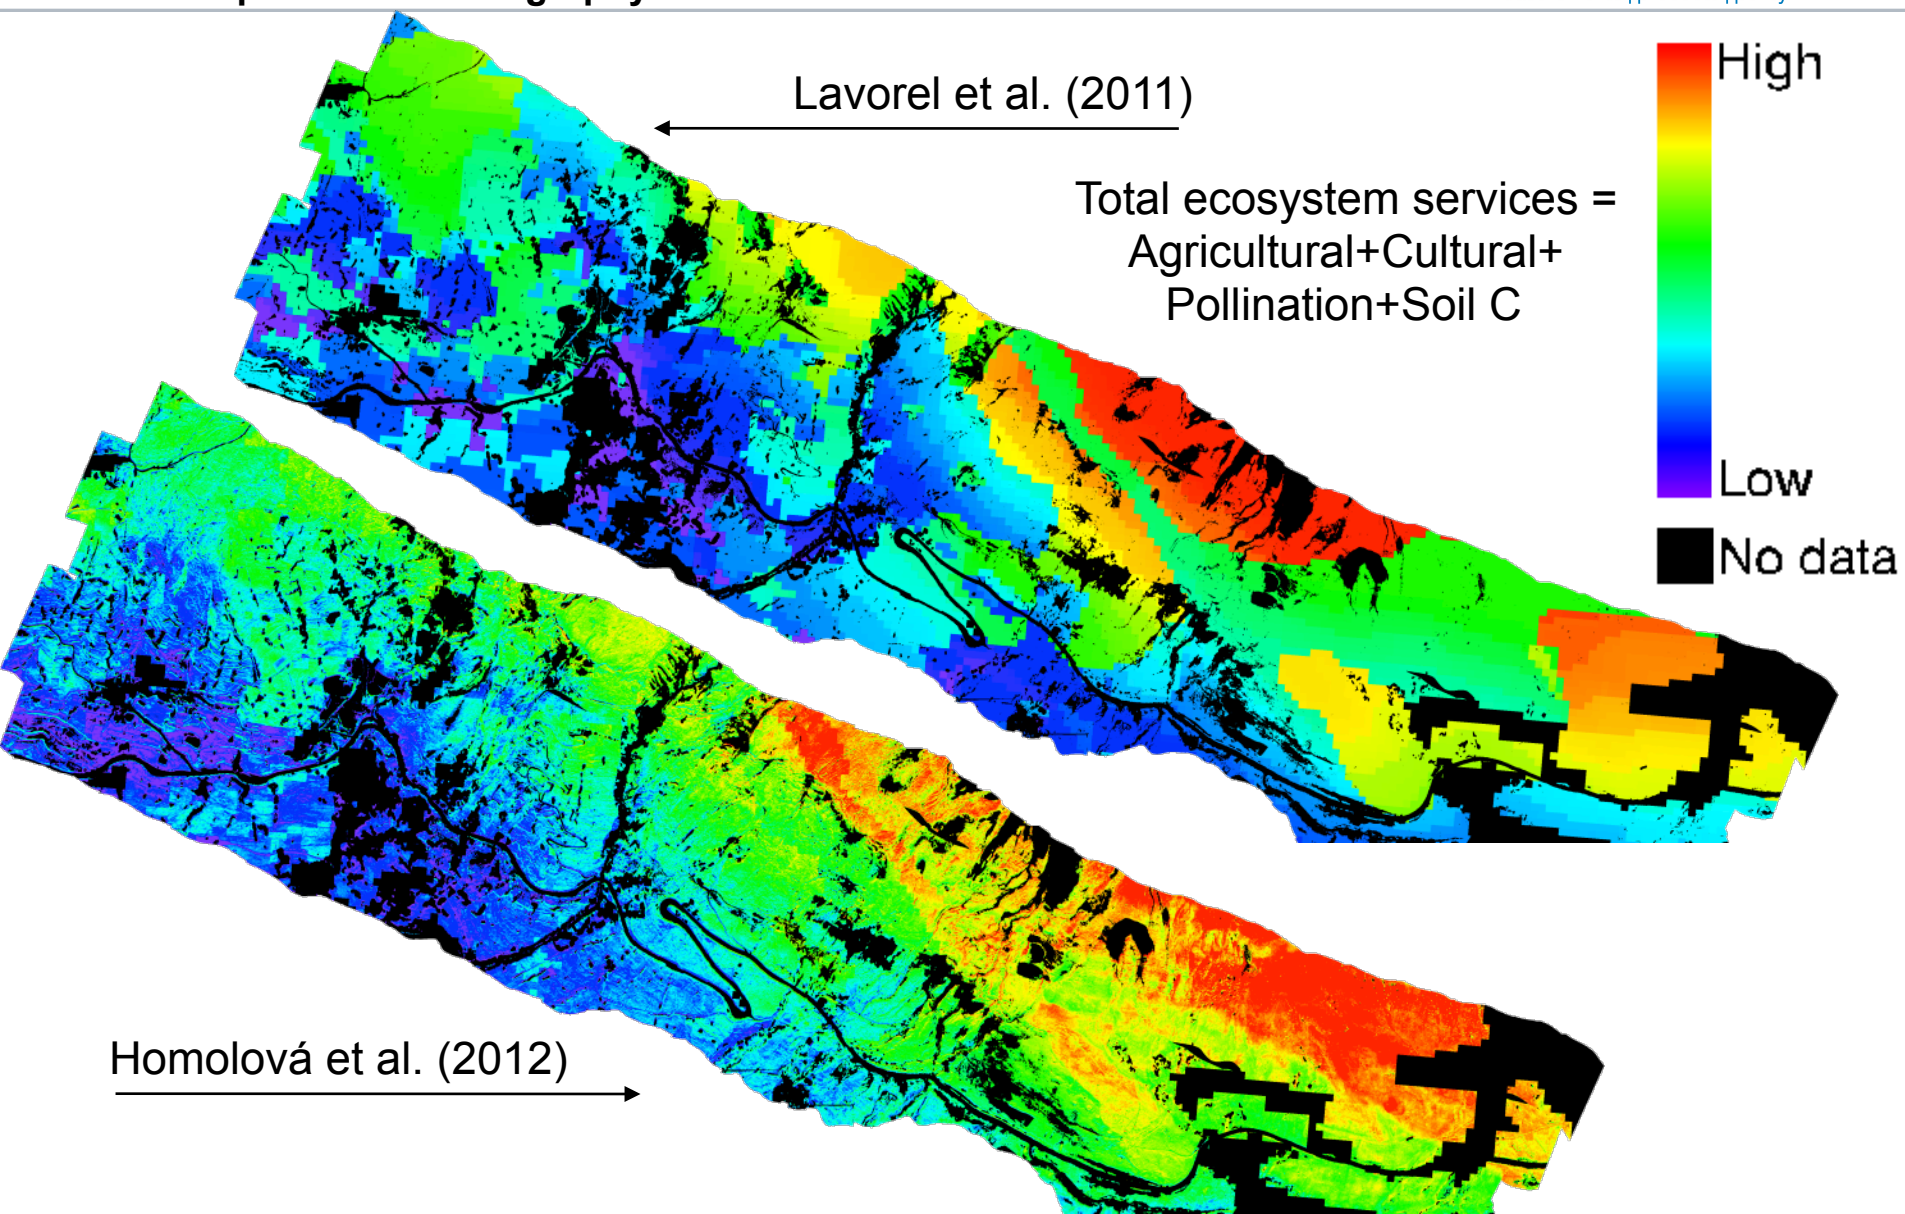 Lavorel et al. (2011)
Total ecosystem services =
Agricultural+Cultural+
Pollination+Soil C
High
Low
No data
Homolová et al. (2012)